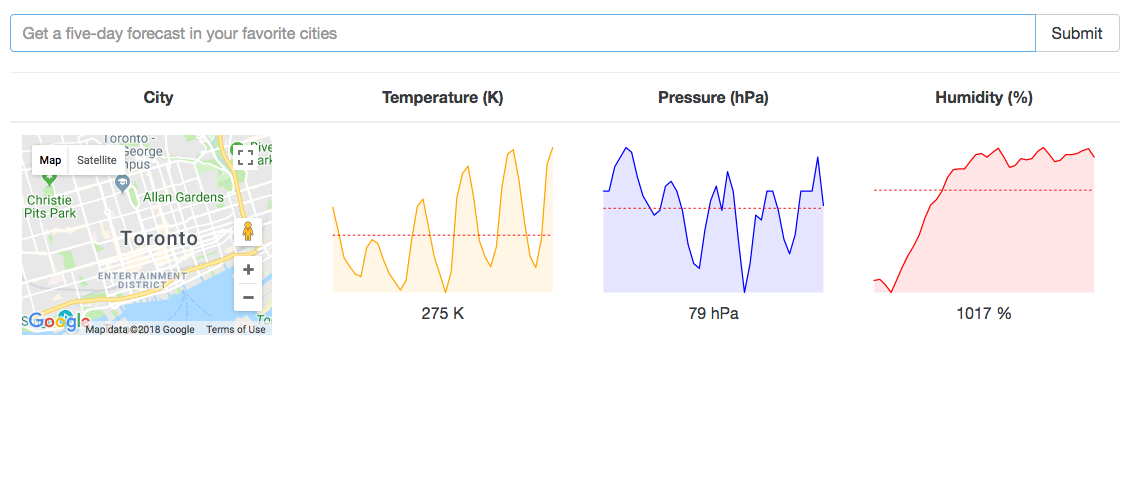 Get a five-day forecast in your favorite cities
Submit
City
Temperature (K)
Pressure (hPa)
Humidity (%)
Toronto -
George
Map
Satellite
Christie
Pits Park
Allan Gardens
Toronto
ENTERTAINMENT
DISTRICT
+
−
Google
Map data ©2018 Google
Terms of Use
275 K
79 hPa
1017 %